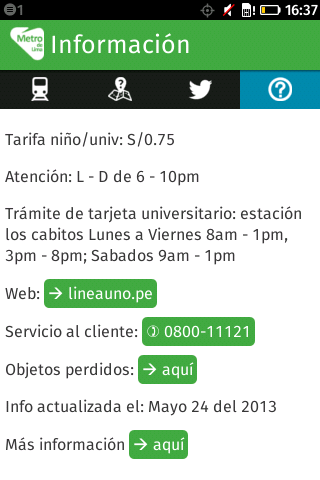 1
16:37
Metro
de
Lima
Información
Tarifa niño/univ: S/0.75
Atención: L - D de 6 - 10pm
Trámite de tarjeta universitario: estación
los cabitos Lunes a Viernes 8am - 1pm,
3pm - 8pm; Sabados 9am - 1pm
Web: → lineauno.pe
Servicio al cliente: ✆ 0800-11121
Objetos perdidos: → aquí
Info actualizada el: Mayo 24 del 2013
Más información → aquí